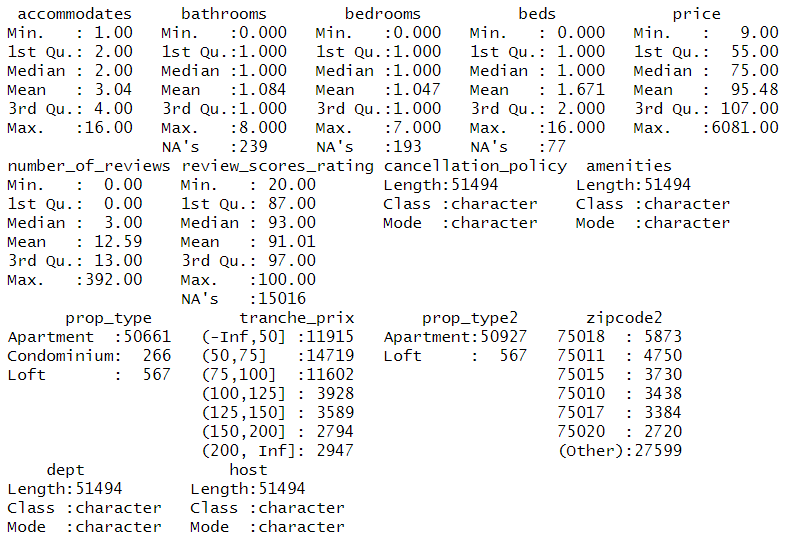 accommodates     bathrooms       bedrooms         beds            price
Min.   : 1.00   Min.   :0.000   Min.   :0.000   Min.   : 0.000   Min.   :   9.00
1st Qu.: 2.00   1st Qu.:1.000   1st Qu.:1.000   1st Qu.: 1.000   1st Qu.:  55.00
Median : 2.00   Median :1.000   Median :1.000   Median : 1.000   Median :  75.00
Mean   : 3.04   Mean   :1.084   Mean   :1.047   Mean   : 1.671   Mean   :  95.48
3rd Qu.: 4.00   3rd Qu.:1.000   3rd Qu.:1.000   3rd Qu.: 2.000   3rd Qu.: 107.00
Max.   :16.00   Max.   :8.000   Max.   :7.000   Max.   :16.000   Max.   :6081.00
                NA's   :239     NA's   :193     NA's   :77
number_of_reviews review_scores_rating cancellation_policy  amenities
Min.   :  0.00    Min.   : 20.00       Length:51494        Length:51494
1st Qu.:  0.00    1st Qu.: 87.00       Class :character    Class :character
Median :  3.00    Median : 93.00       Mode  :character    Mode  :character
Mean   : 12.59    Mean   : 91.01
3rd Qu.: 13.00    3rd Qu.: 97.00
Max.   :392.00    Max.   :100.00
                  NA's   :15016
      prop_type            tranche_prix       prop_type2       zipcode2
Apartment  :50661   (-Inf,50] :11915   Apartment:50927   75018  : 5873
Condominium:  266   (50,75]   :14719   Loft     :  567   75011  : 4750
Loft       :  567   (75,100]  :11602                     75015  : 3730
                    (100,125] : 3928                     75010  : 3438
                    (125,150] : 3589                     75017  : 3384
                    (150,200] : 2794                     75020  : 2720
                    (200, Inf]: 2947                     (Other):27599
    dept               host
Length:51494       Length:51494
Class :character   Class :character
Mode  :character   Mode  :character